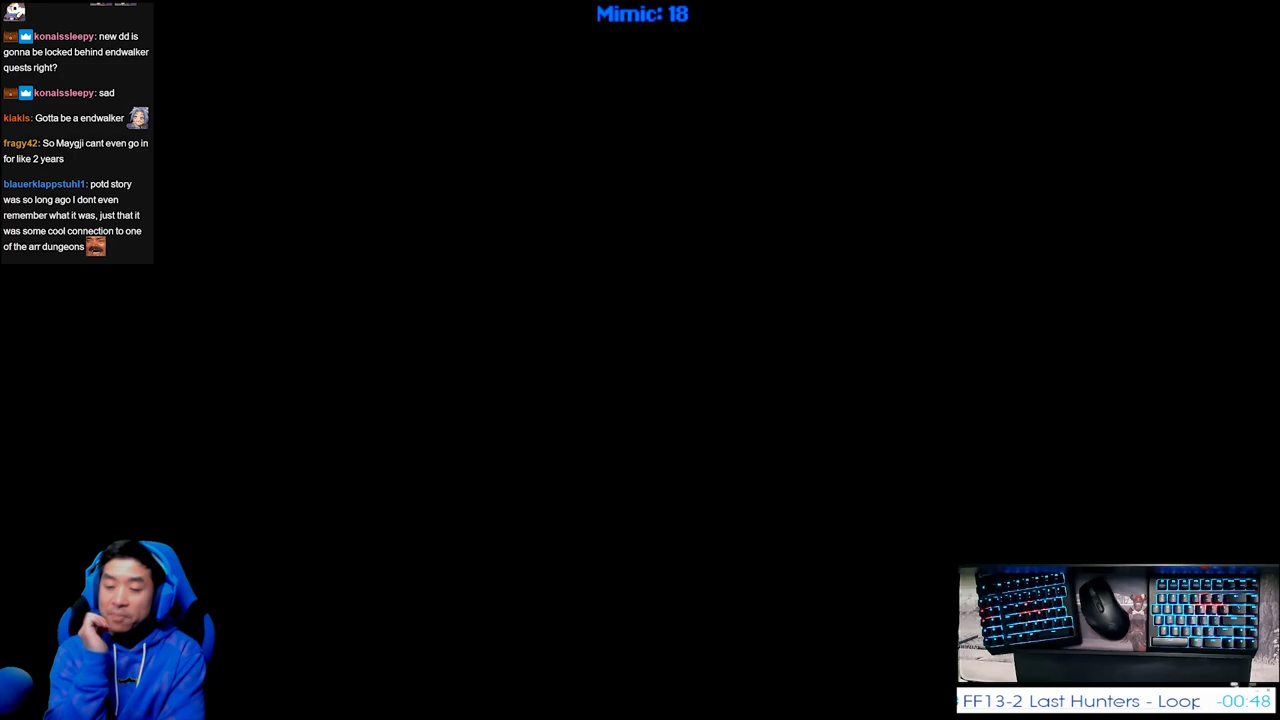 Mimic: 18
konaissleepy: new dd is
gonna be locked behind endwalker
quests right?
konaissleepy: sad
kiakis: Gotta be a endwalker
fragy42: So Maygji cant even go in
for like 2 years
blauerklappstuhl1: potd story
was so long ago I dont even
remember what it was, just that it
was some cool connection to one
of the arr dungeons
FF13-2 Last Hunters - Loop -00:48